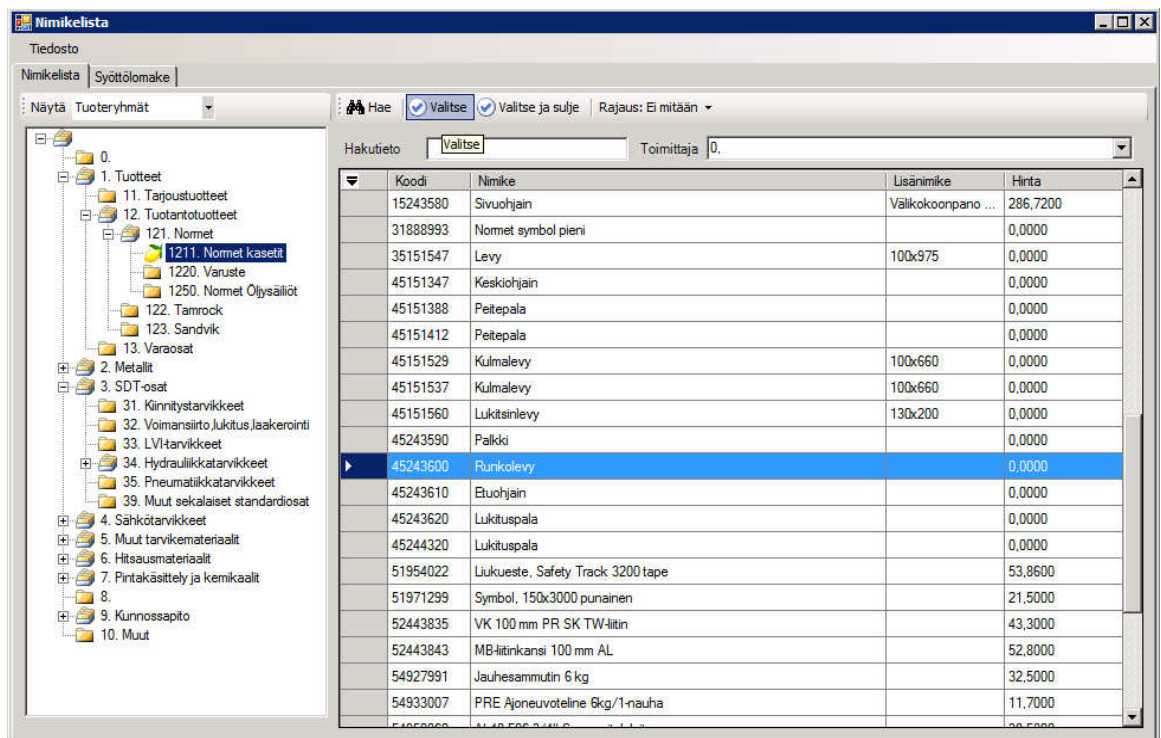 Nimikelista
Tiedosto
Nimikelista Syöttölomake
Näytä Tuoteryhmät
Hae Valitse Valitse ja sulje Rajaus: Ei mitään
Hakutieto Valitse Toimittaja 0,
0.
1. Tuotteet
11. Tarjoustuotteet
12. Tuotantotuotteet
121. Normet
1211. Normet kasetit
1220. Varuste
1250. Normet Öljysäiliöt
122. Tamrock
123. Sandvik
13. Varaosat
2. Metallit
3. SDT-osat
31. Kiinnitystarvikkeet
32. Voimansiirto,lukitus,laakerointi
33. LVI-tarvikkeet
34. Hydrauliikkatarvikkeet
35. Pneumatiikkatarvikkeet
39. Muut sekalaiset standardiosat
4. Sähkötarvikkeet
5. Muut tarvikemateriaalit
6. Hitsausmateriaalit
7. Pintakäsittely ja kemikaalit
8.
9. Kunnossapito
10. Muut
Koodi Nimike Lisänimike Hinta
15243580 Sivuohjain Välikokoonpano ... 286,7200
31888993 Normet symbol pieni 0,0000
35151547 Levy 100x975 0,0000
45151347 Keskiohjain 0,0000
45151388 Peitepala 0,0000
45151412 Peitepala 0,0000
45151529 Kulmalevy 100x660 0,0000
45151537 Kulmalevy 100x660 0,0000
45151560 Lukitsinlevy 130x200 0,0000
45243590 Palkki 0,0000
45243600 Runkolevy 0,0000
45243610 Etuohjain 0,0000
45243620 Lukituspala 0,0000
45244320 Lukituspala 0,0000
51954022 Liukueste, Safety Track 3200 tape 53,8600
51971299 Symbol, 150x3000 punainen 21,5000
52443835 VK 100 mm PR SK TW-liitin 43,3000
52443843 MB-liitinkansi 100 mm AL 52,8000
54927991 Jauhesammutin 6 kg 32,5000
54933007 PRE Ajoneuvoteline 6kg/1-nauha 11,7000